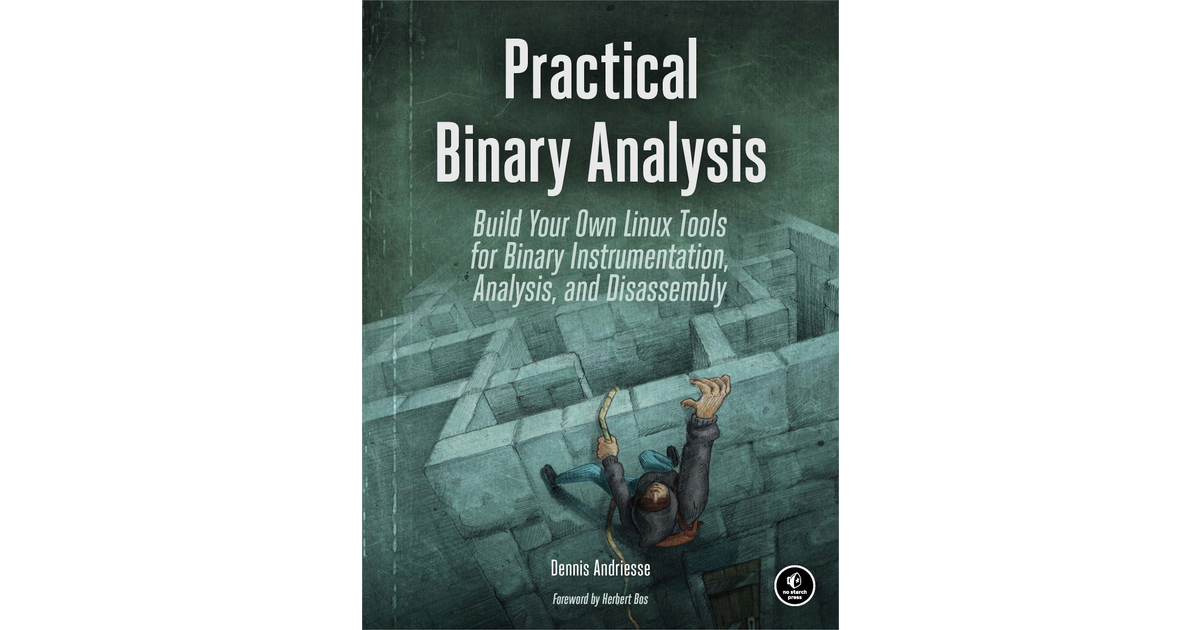 Practical
Binary Analysis
Build Your Own Linux Tools
for Binary Instrumentation,
Analysis, and Disassembly
Dennis Andriesse
Foreword by Herbert Bos
no starch
press